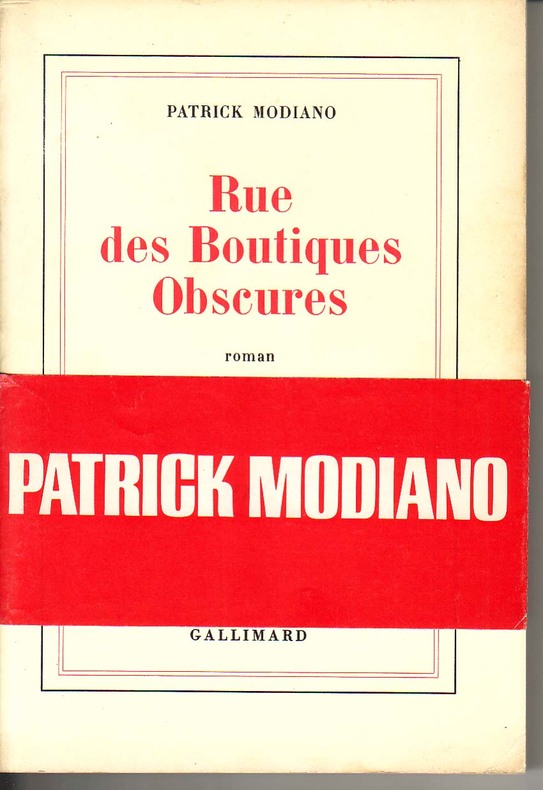 PATRICK MODIANO
Rue
des Boutiques
Obscures
roman
PATRICK MODIANO
GALLIMARD